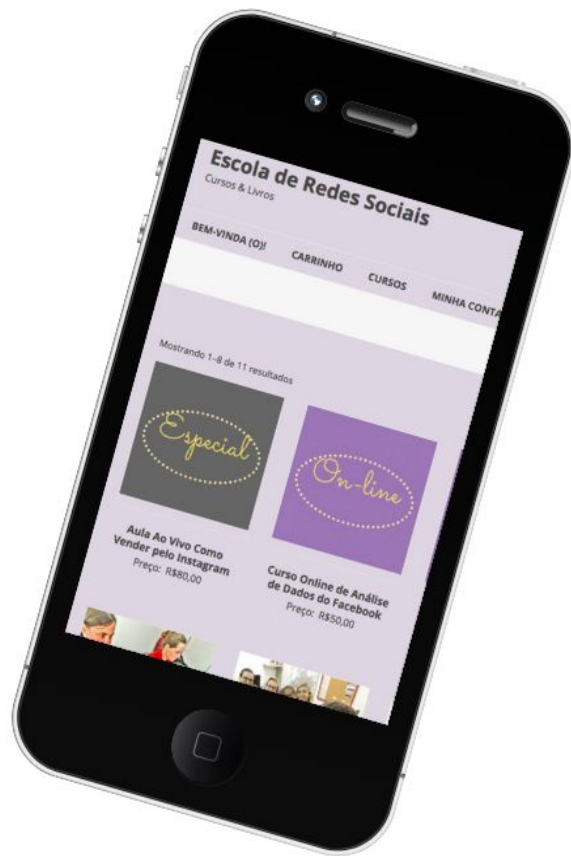 Escola de Redes Sociais
Cursos & Livros
BEM-VINDA (O)! CARRINHO CURSOS MINHA CONTA
Mostrando 1–8 de 11 resultados
Especial
On-line
Aula Ao Vivo Como
Vender pelo Instagram
Preço: R$80,00
Curso Online de Análise
de Dados do Facebook
Preço: R$50,00